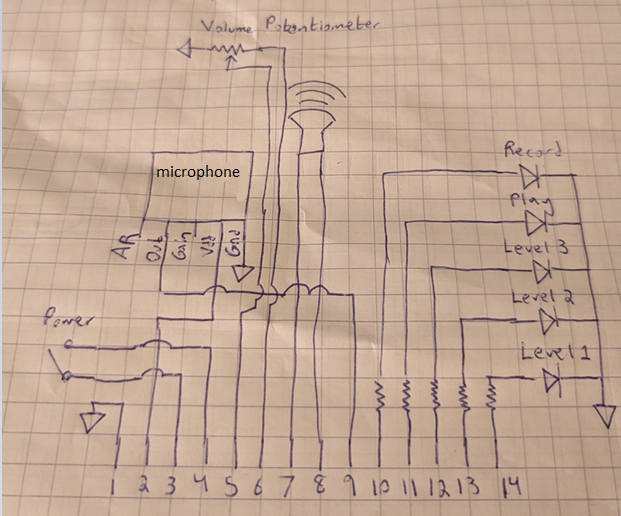 Volume Potentiometer
microphone
Record
Play
AR
Out
Gain
Vdd
Gnd
Level 3
Level 2
Power
Level 1
1 2 3 4 5 6 7 8 9 10 11 12 13 14